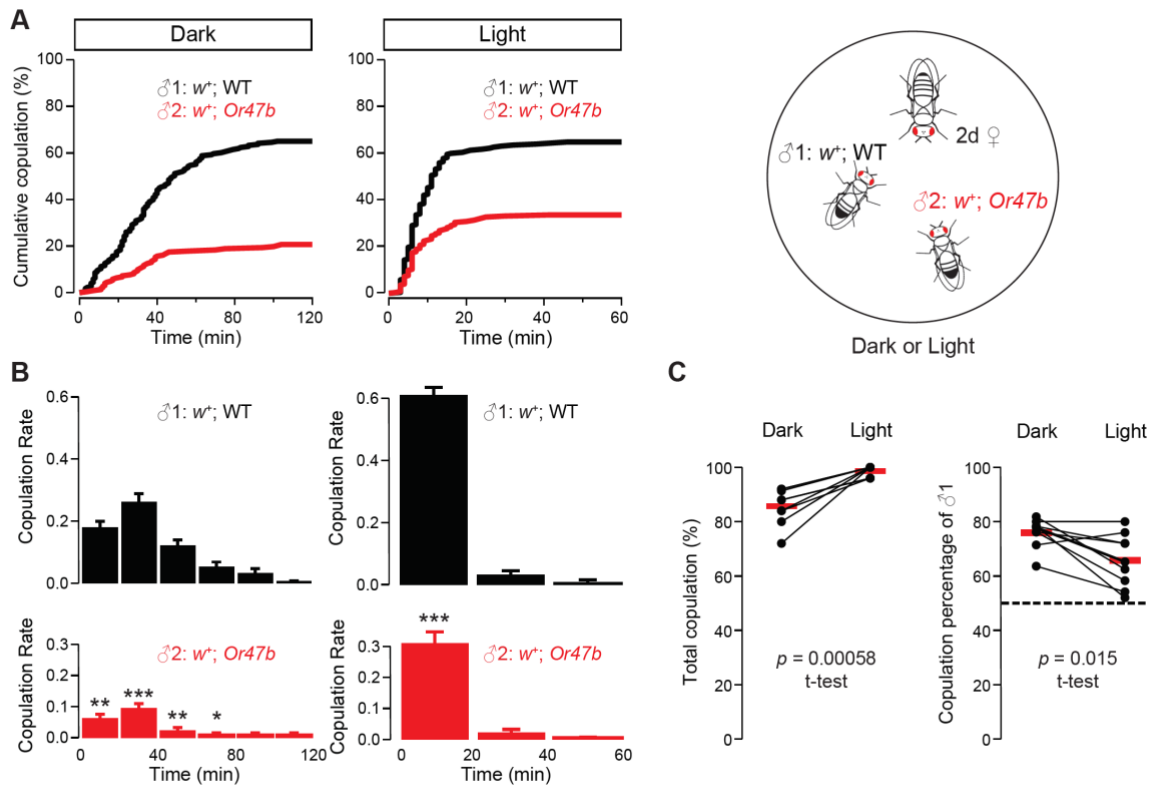 A
Dark
Light
100
80
60
40
20
0
Cumulative copulation (%)
♂1: w⁺; WT
♂2: w⁺; Or47b
0 40 80 120
Time (min)
100
80
60
40
20
0
♂1: w⁺; WT
♂2: w⁺; Or47b
0 20 40 60
Time (min)
2d ♀
♂1: w⁺; WT
♂2: w⁺; Or47b
Dark or Light
B
0.6
0.4
0.2
0.0
Copulation Rate
♂1: w⁺; WT
0.6
0.4
0.2
0.0
Copulation Rate
♂1: w⁺; WT
0.3
0.2
0.1
0.0
Copulation Rate
♂2: w⁺; Or47b
** *** ** *
0 40 80 120
Time (min)
0.3
0.2
0.1
0.0
Copulation Rate
♂2: w⁺; Or47b
***
0 20 40 60
Time (min)
C
Dark Light
100
80
60
40
20
0
Total copulation (%)
p = 0.00058
t-test
Dark Light
100
80
60
40
20
0
Copulation percentage of ♂1
p = 0.015
t-test